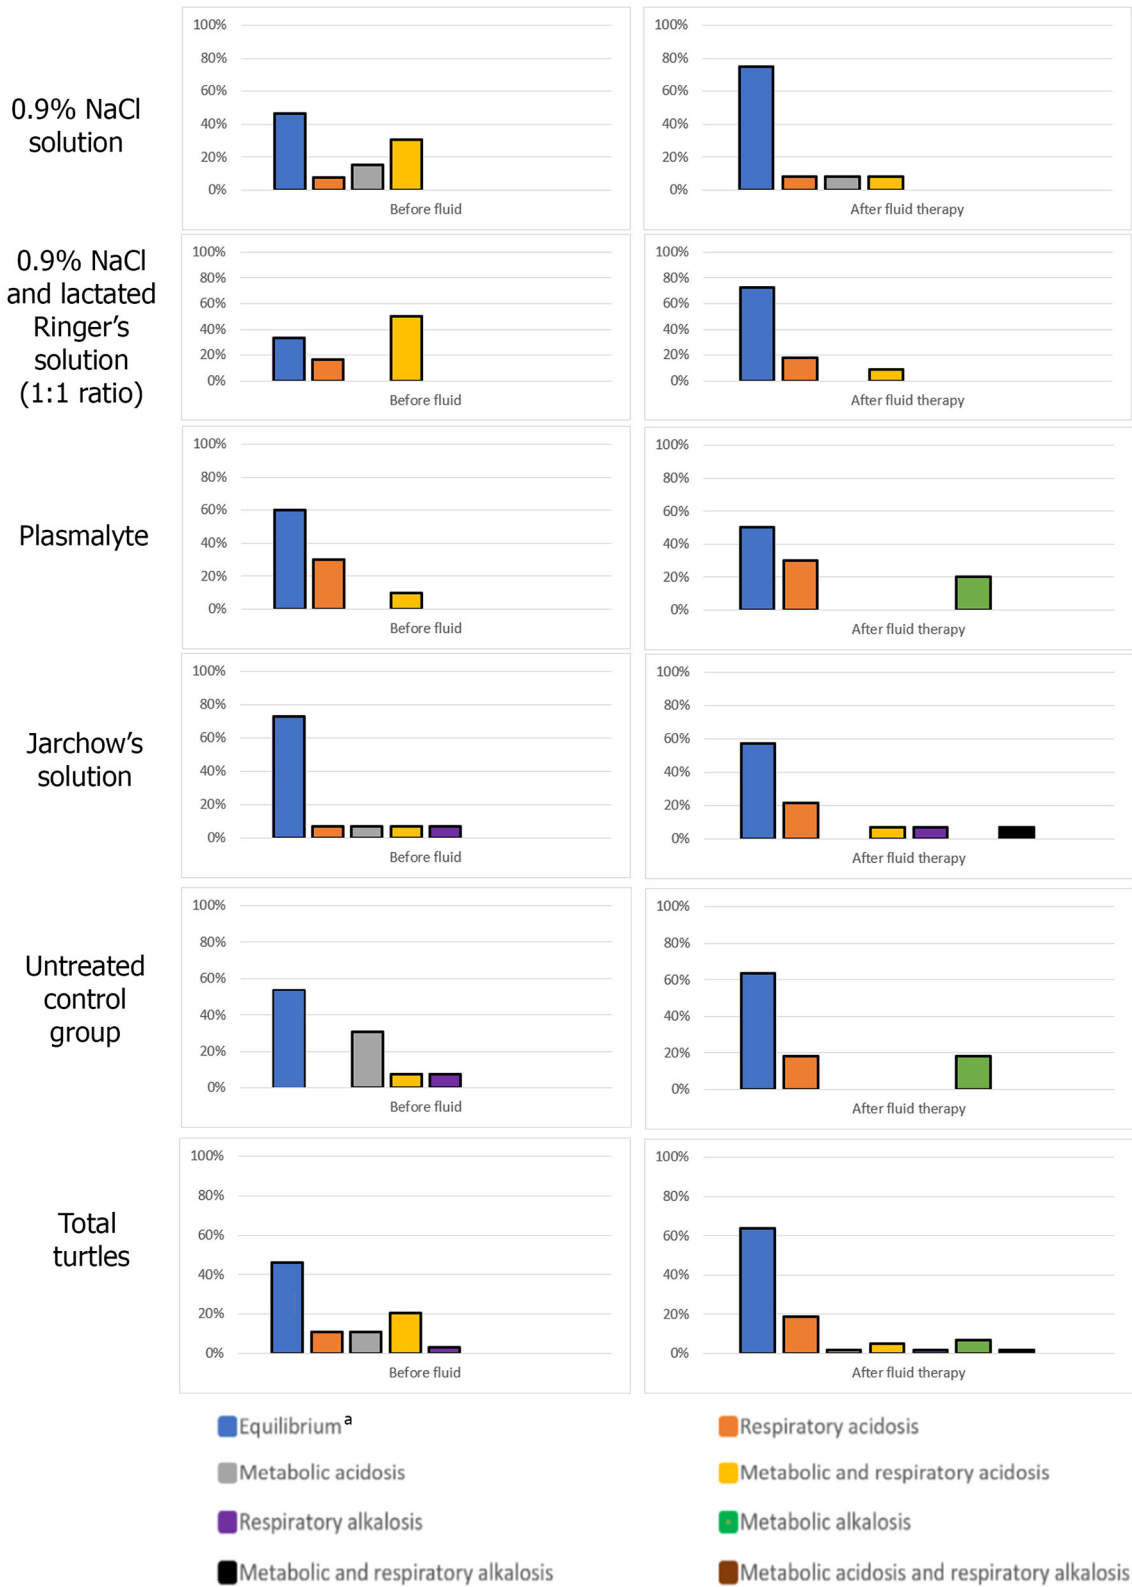 0.9% NaCl
solution
100%
80%
60%
40%
20%
0%
Before fluid
100%
80%
60%
40%
20%
0%
After fluid therapy
0.9% NaCl
and lactated
Ringer's
solution
(1:1 ratio)
100%
80%
60%
40%
20%
0%
Before fluid
100%
80%
60%
40%
20%
0%
After fluid therapy
Plasmalyte
100%
80%
60%
40%
20%
0%
Before fluid
100%
80%
60%
40%
20%
0%
After fluid therapy
Jarchow's
solution
100%
80%
60%
40%
20%
0%
Before fluid
100%
80%
60%
40%
20%
0%
After fluid therapy
Untreated
control
group
100%
80%
60%
40%
20%
0%
Before fluid
100%
80%
60%
40%
20%
0%
After fluid therapy
Total
turtles
100%
80%
60%
40%
20%
0%
Before fluid
100%
80%
60%
40%
20%
0%
After fluid therapy
Equilibrium a
Respiratory acidosis
Metabolic acidosis
Metabolic and respiratory acidosis
Respiratory alkalosis
Metabolic alkalosis
Metabolic and respiratory alkalosis
Metabolic acidosis and respiratory alkalosis